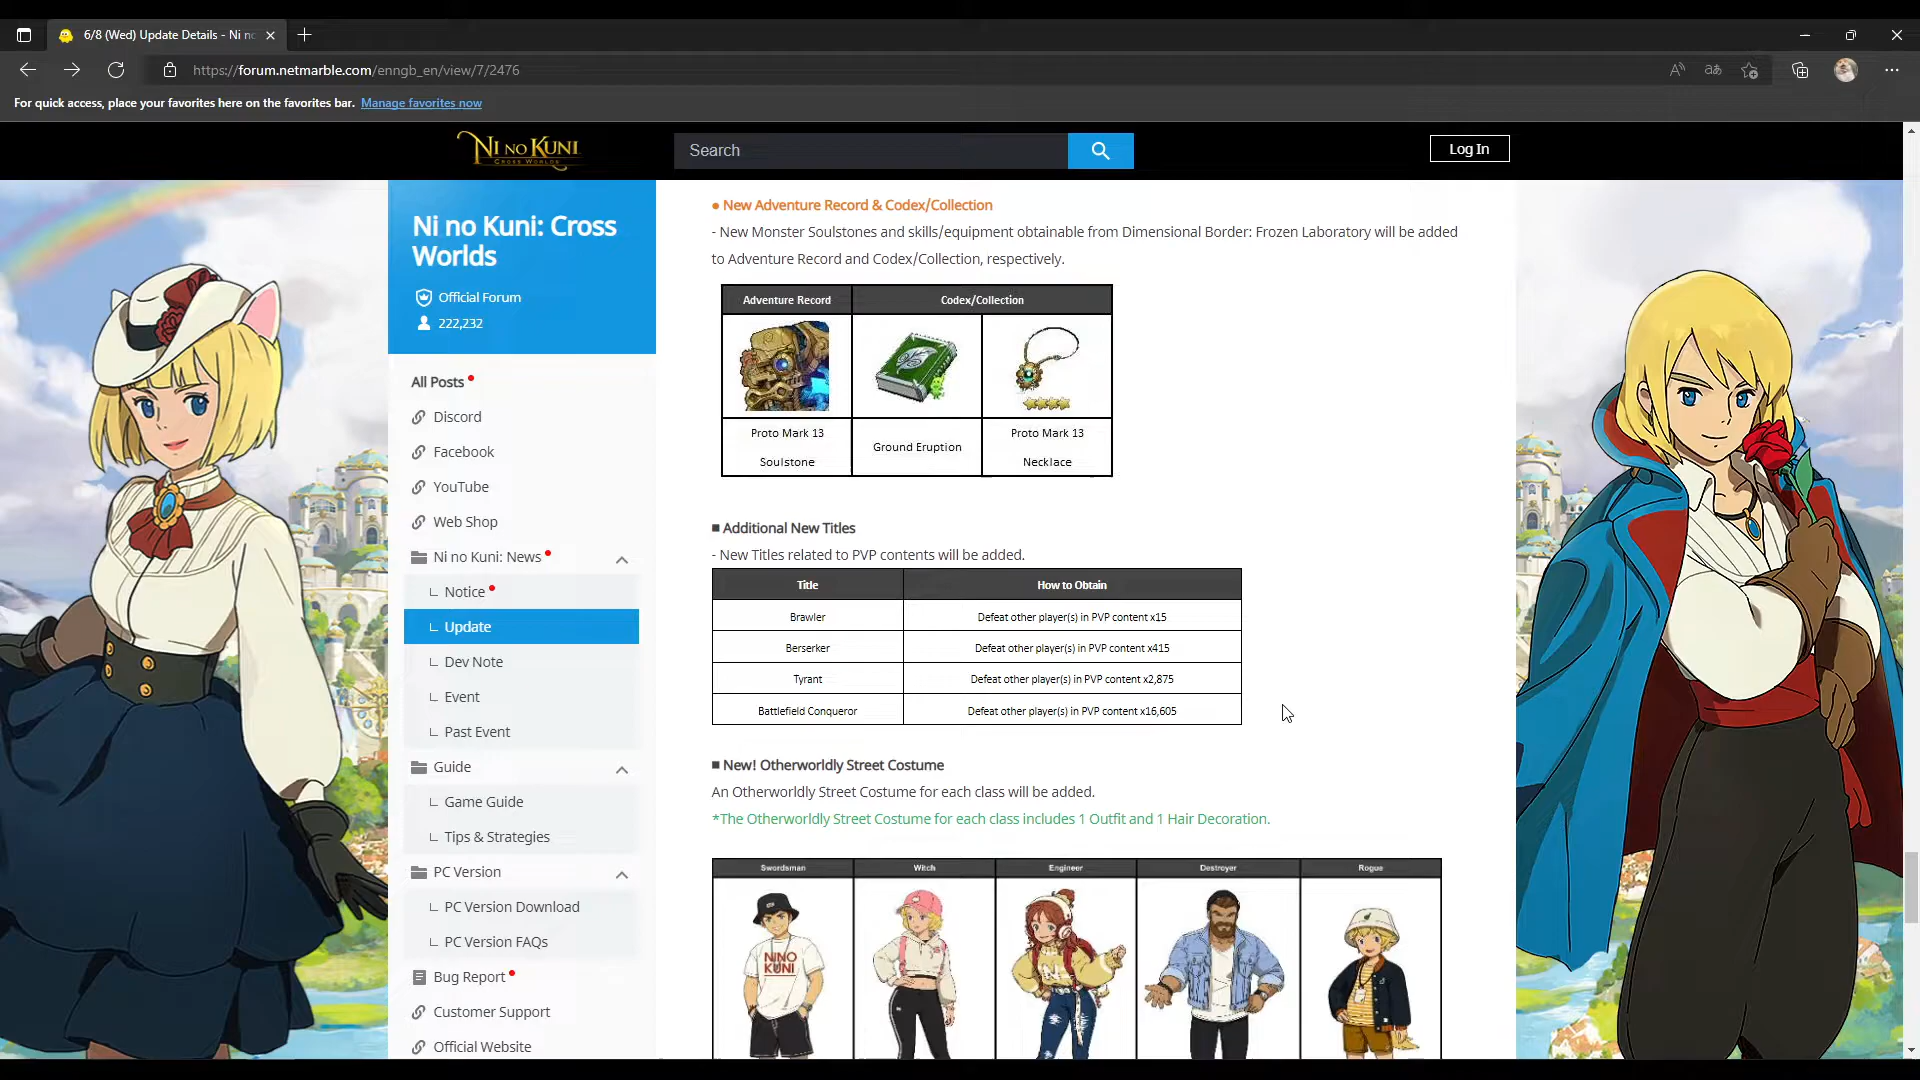 6/8 (Wed) Update Details - Ni no
https://forum.netmarble.com/enngb_en/view/7/2476
For quick access, place your favorites here on the favorites bar. Manage favorites now
NI NO KUNI
CROSS WORLDS
Search
Log In
Ni no Kuni: Cross
Worlds
Official Forum
222,232
All Posts
Discord
Facebook
YouTube
Web Shop
Ni no Kuni: News
Notice
Update
Dev Note
Event
Past Event
Guide
Game Guide
Tips & Strategies
PC Version
PC Version Download
PC Version FAQs
Bug Report
Customer Support
Official Website
● New Adventure Record & Codex/Collection
- New Monster Soulstones and skills/equipment obtainable from Dimensional Border: Frozen Laboratory will be added
to Adventure Record and Codex/Collection, respectively.
Adventure Record Codex/Collection
Proto Mark 13 Soulstone
Ground Eruption
Proto Mark 13 Necklace
■ Additional New Titles
- New Titles related to PVP contents will be added.
Title How to Obtain
Brawler Defeat other player(s) in PVP content x15
Berserker Defeat other player(s) in PVP content x415
Tyrant Defeat other player(s) in PVP content x2,875
Battlefield Conqueror Defeat other player(s) in PVP content x16,605
■ New! Otherworldly Street Costume
An Otherworldly Street Costume for each class will be added.
*The Otherworldly Street Costume for each class includes 1 Outfit and 1 Hair Decoration.
Swordsman Witch Engineer Destroyer Rogue
NINO
KUNI